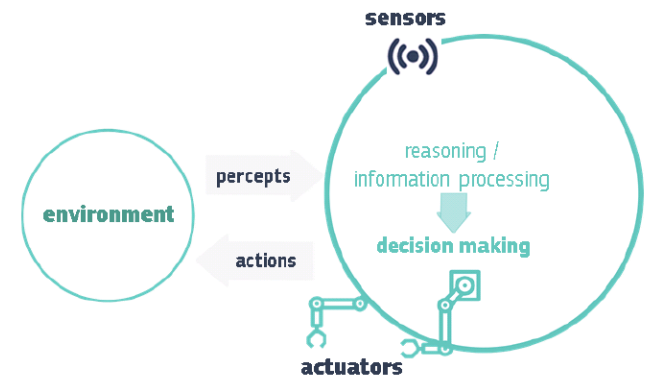 sensors
reasoning /
information processing
percepts
environment
decision making
actions
actuators